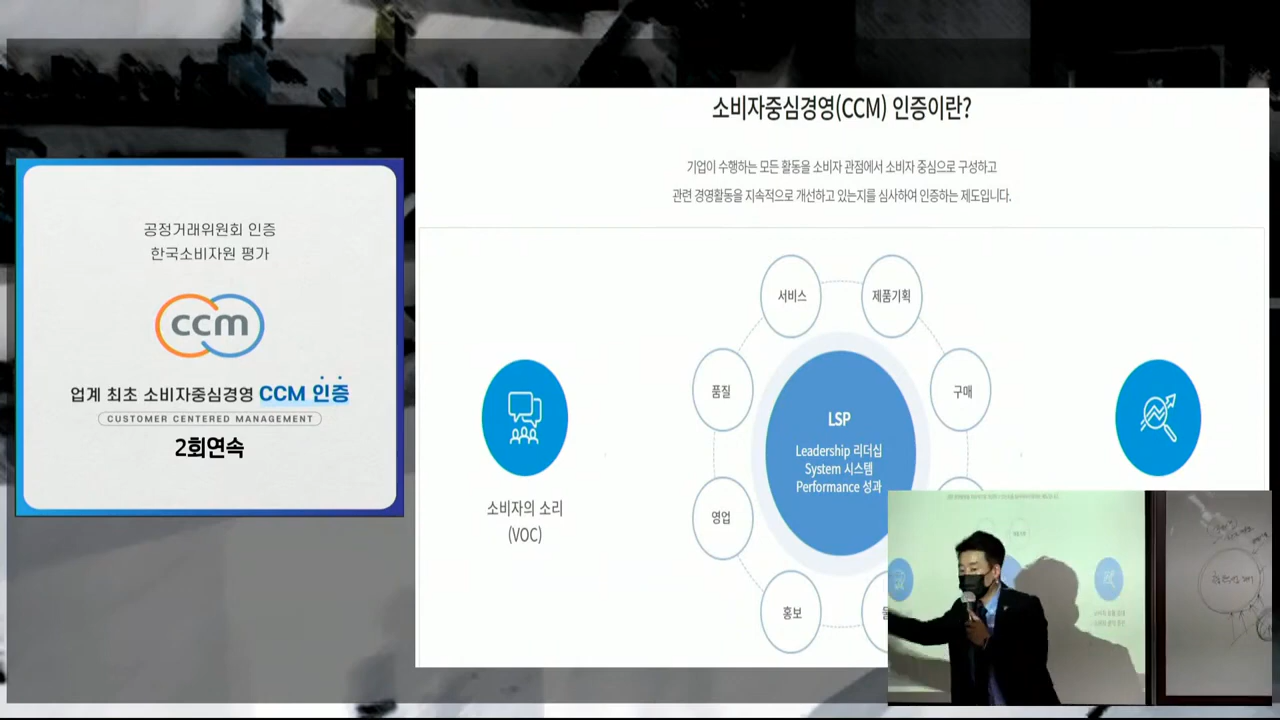 소비자중심경영(CCM) 인증이란?
기업이 수행하는 모든 활동을 소비자 관점에서 소비자 중심으로 구성하고
관련 경영활동을 지속적으로 개선하고 있는지를 심사하여 인증하는 제도입니다.
공정거래위원회 인증
한국소비자원 평가
ccm
업계 최초 소비자중심경영 CCM 인증
CUSTOMER CENTERED MANAGEMENT
2회연속
서비스
제품기획
품질
구매
LSP
Leadership 리더십
System 시스템
Performance 성과
소비자의 소리
(VOC)
영업
홍보